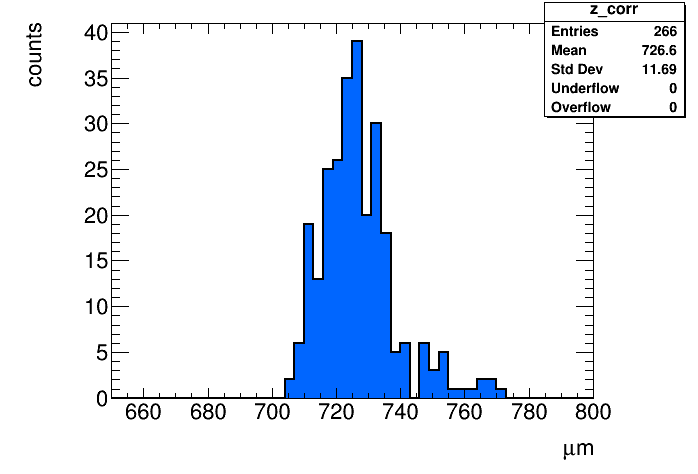 z_corr
Entries 266
Mean 726.6
Std Dev 11.69
Underflow 0
Overflow 0
counts
40
35
30
25
20
15
10
5
0
660 680 700 720 740 760 780 800
μm